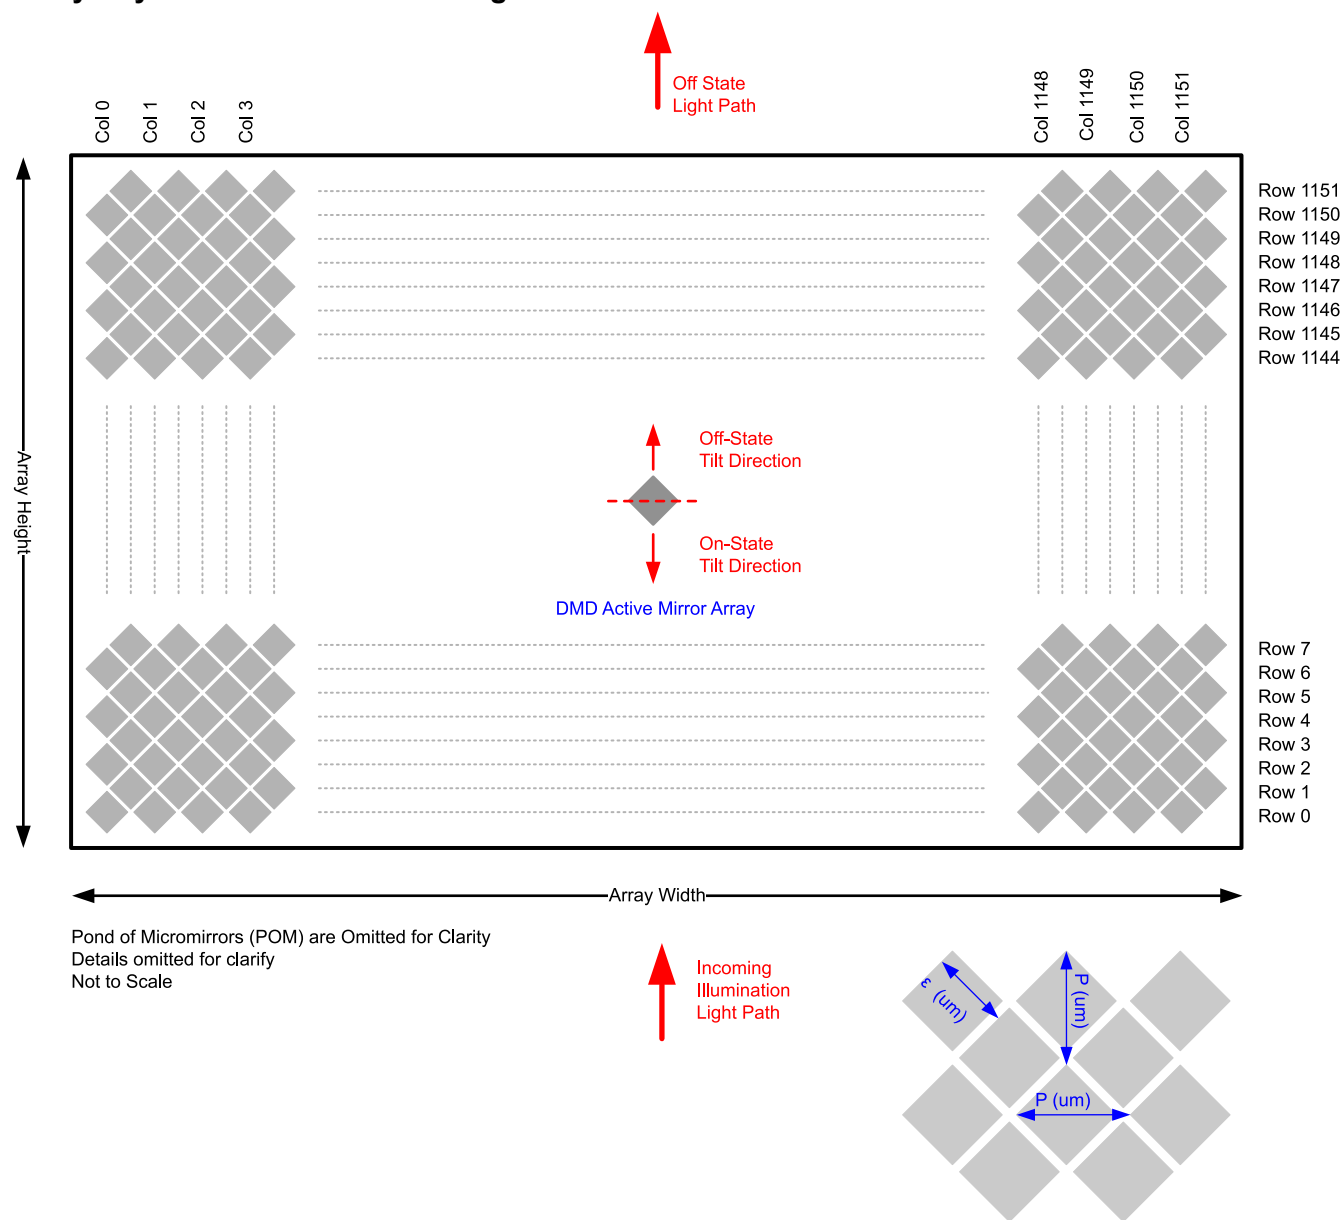 Off State
Light Path
Col 0
Col 1
Col 2
Col 3
Col 1148
Col 1149
Col 1150
Col 1151
Row 1151
Row 1150
Row 1149
Row 1148
Row 1147
Row 1146
Row 1145
Row 1144
Array Height
Off-State
Tilt Direction
On-State
Tilt Direction
DMD Active Mirror Array
Row 7
Row 6
Row 5
Row 4
Row 3
Row 2
Row 1
Row 0
Array Width
Pond of Micromirrors (POM) are Omitted for Clarity
Details omitted for clarify
Not to Scale
Incoming
Illumination
Light Path
ε (um)
P (um)
P (um)